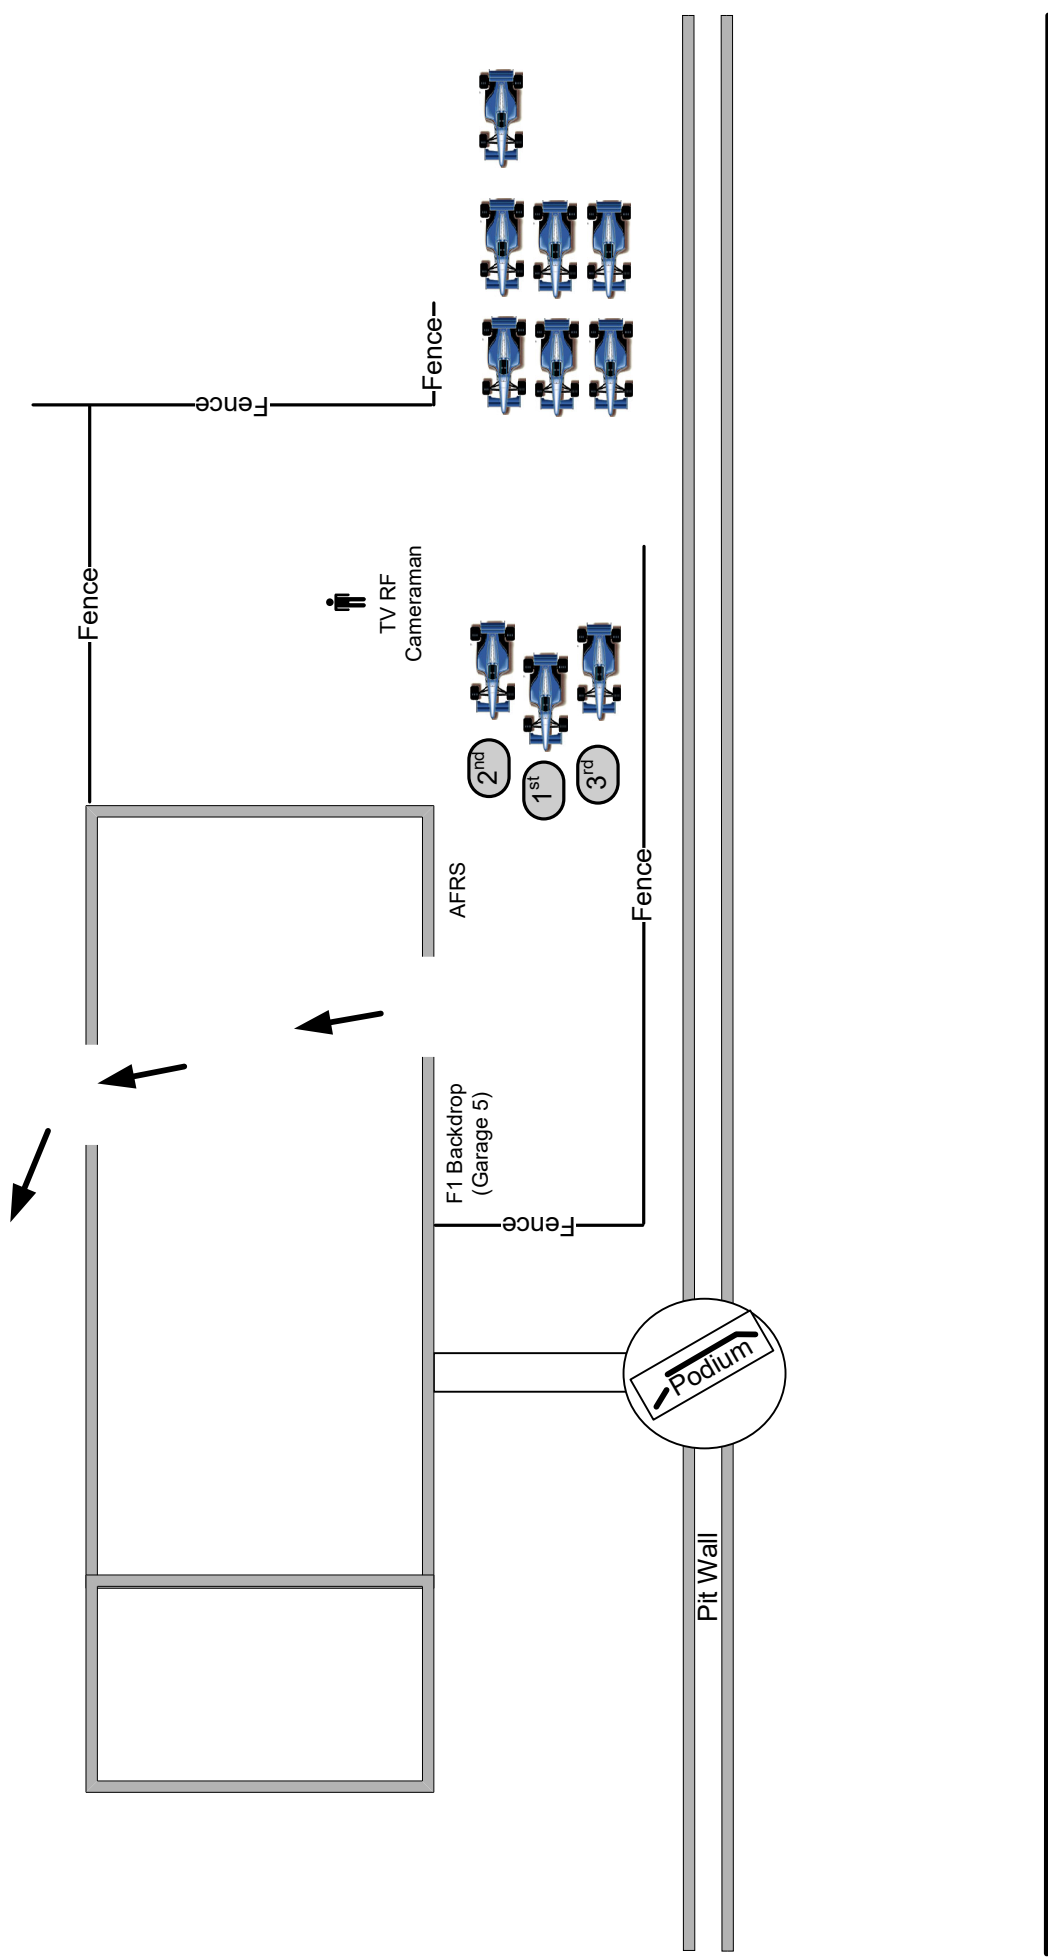 Fence
Fence
Fence
TV RF
Cameraman
2nd
1st
3rd
AFRS
Fence
F1 Backdrop
(Garage 5)
Fence
Podium
Pit Wall